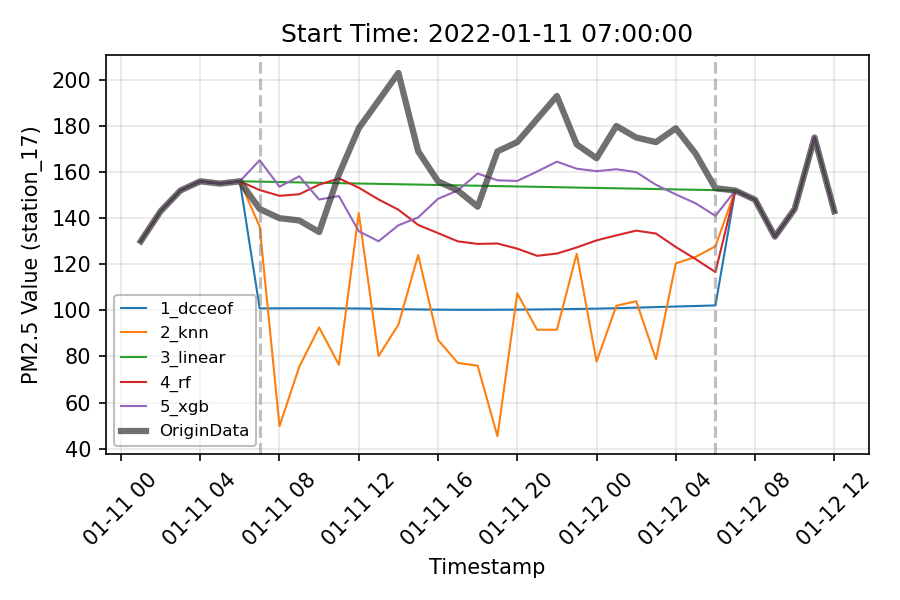 Start Time: 2022-01-11 07:00:00
PM2.5 Value (station_17)
200
180
160
140
120
100
80
60
40
1_dcceof
2_knn
3_linear
4_rf
5_xgb
OriginData
01-11 00
01-11 04
01-11 08
01-11 12
01-11 16
01-11 20
01-12 00
01-12 04
01-12 08
01-12 12
Timestamp